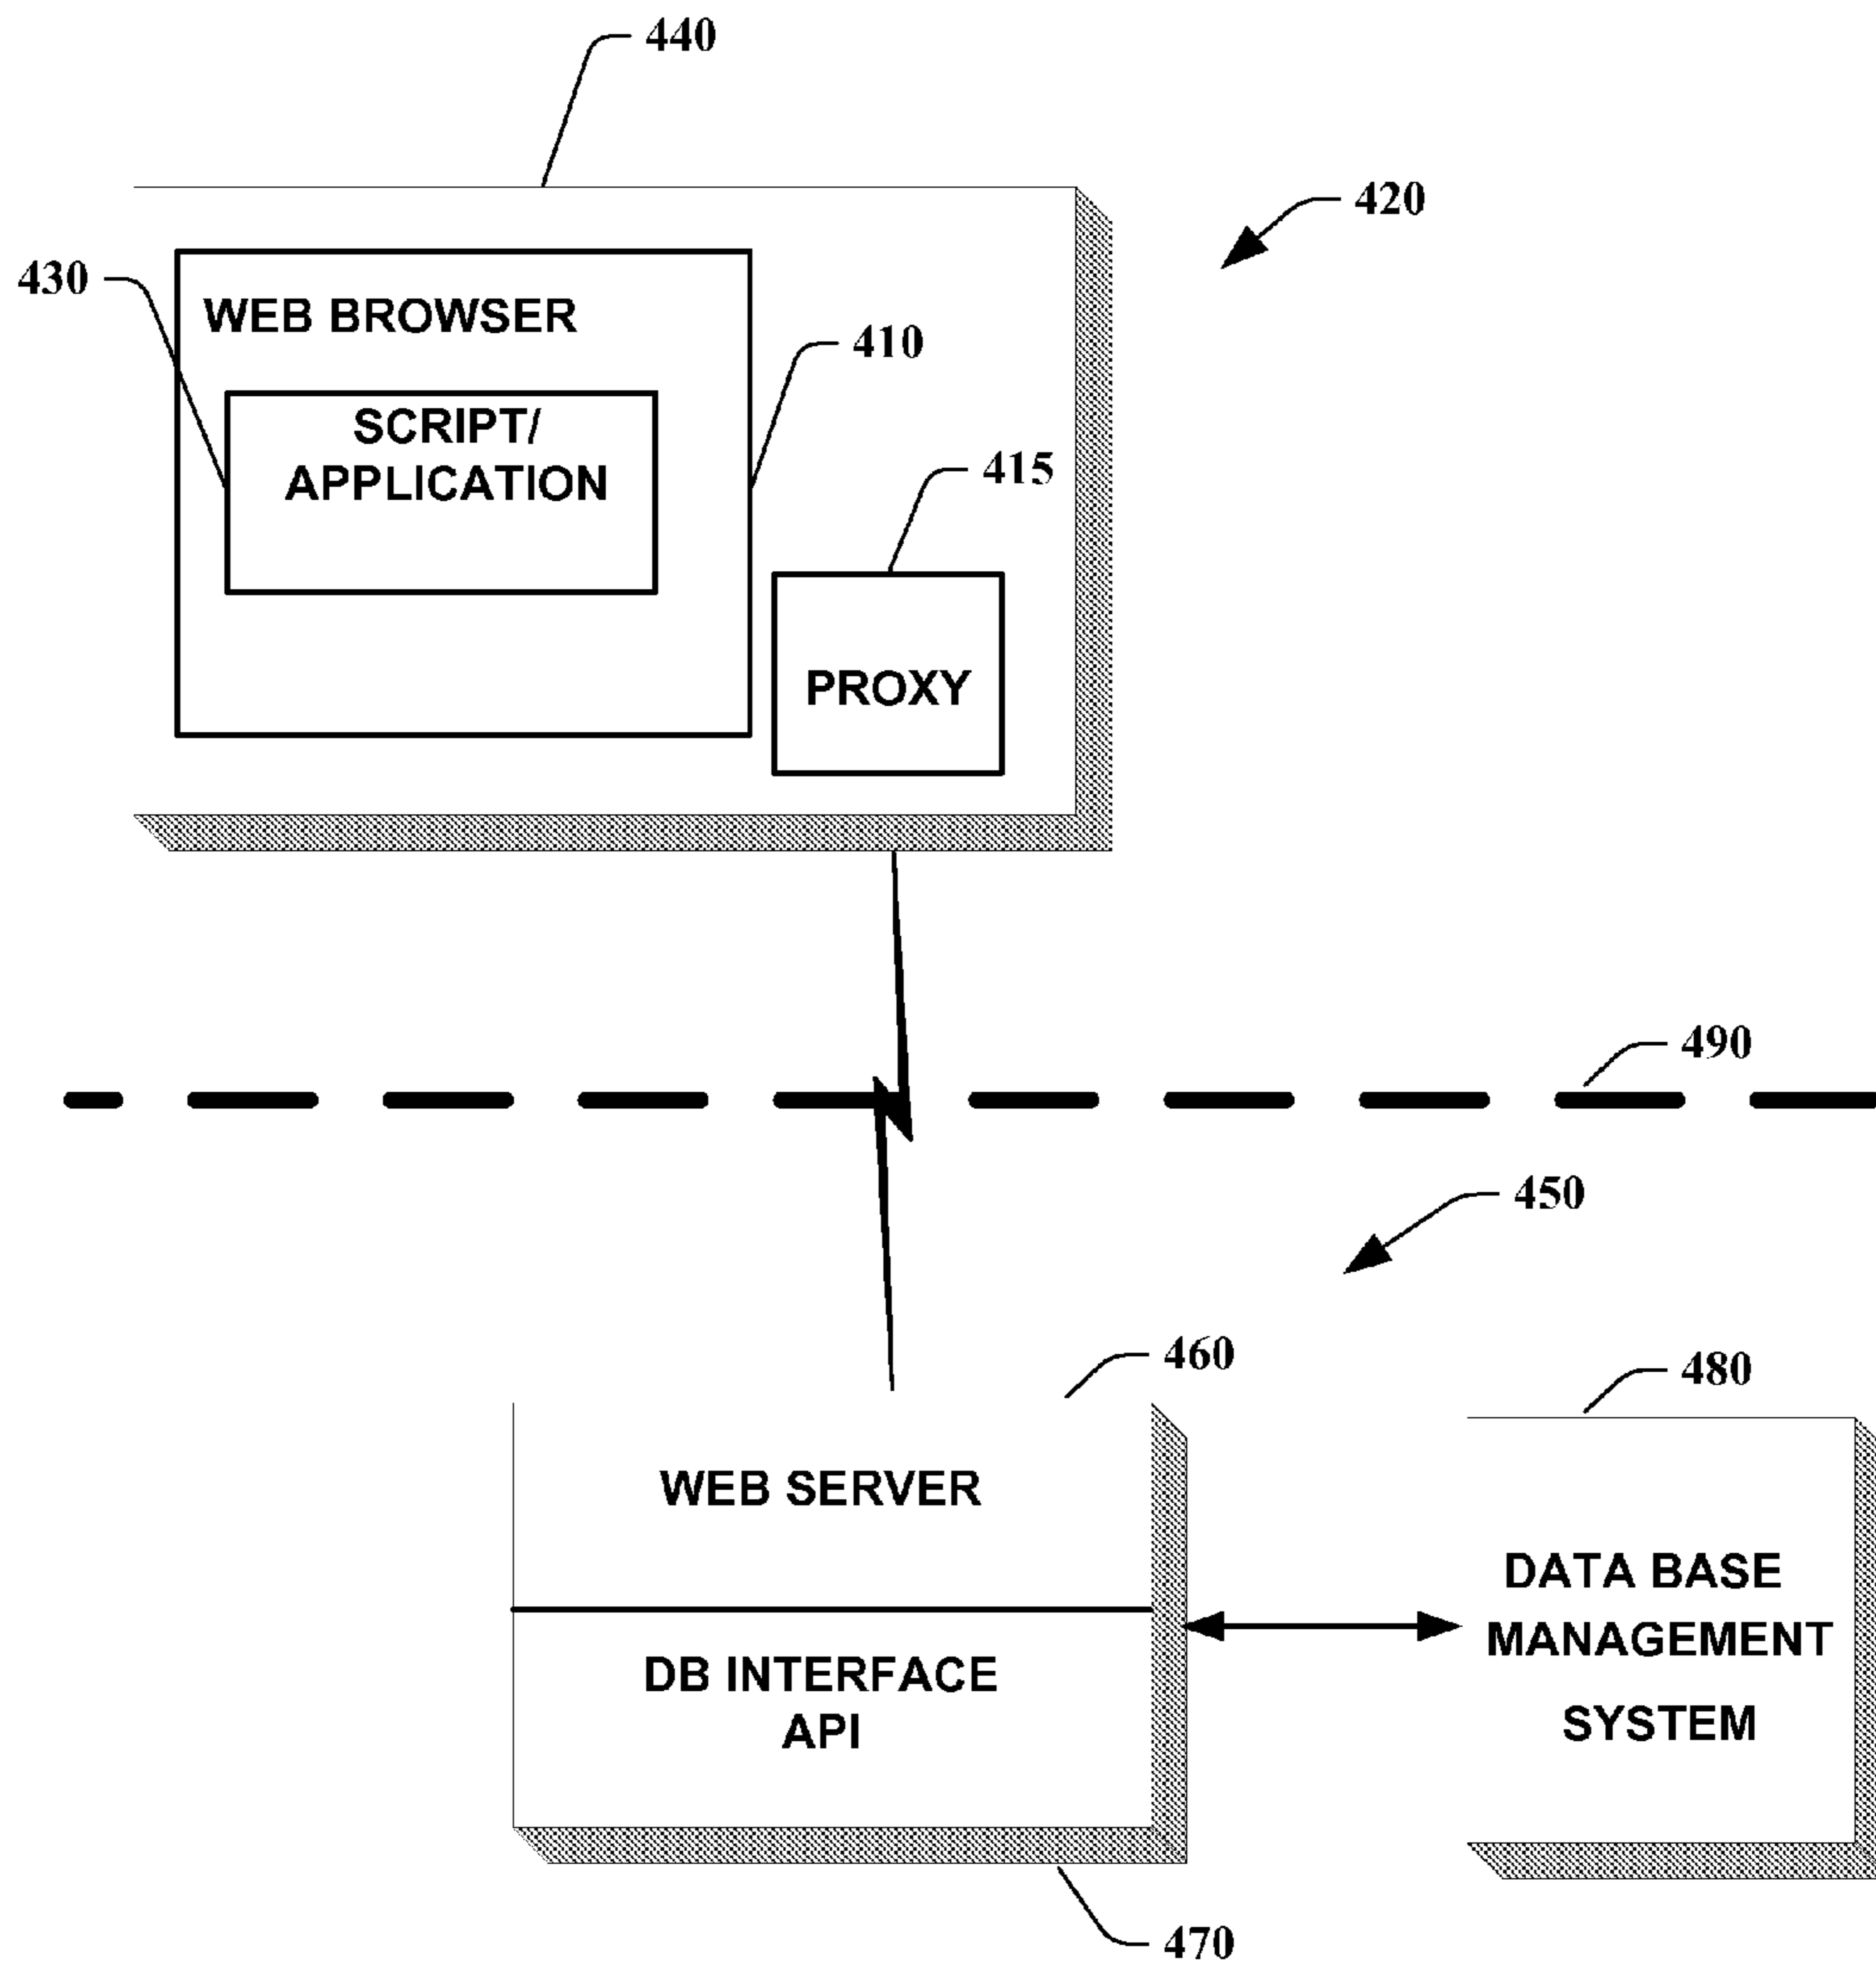 440
420
430
WEB BROWSER
410
SCRIPT/
APPLICATION
415
PROXY
490
450
460
480
WEB SERVER
DATA BASE
MANAGEMENT
SYSTEM
DB INTERFACE
API
470